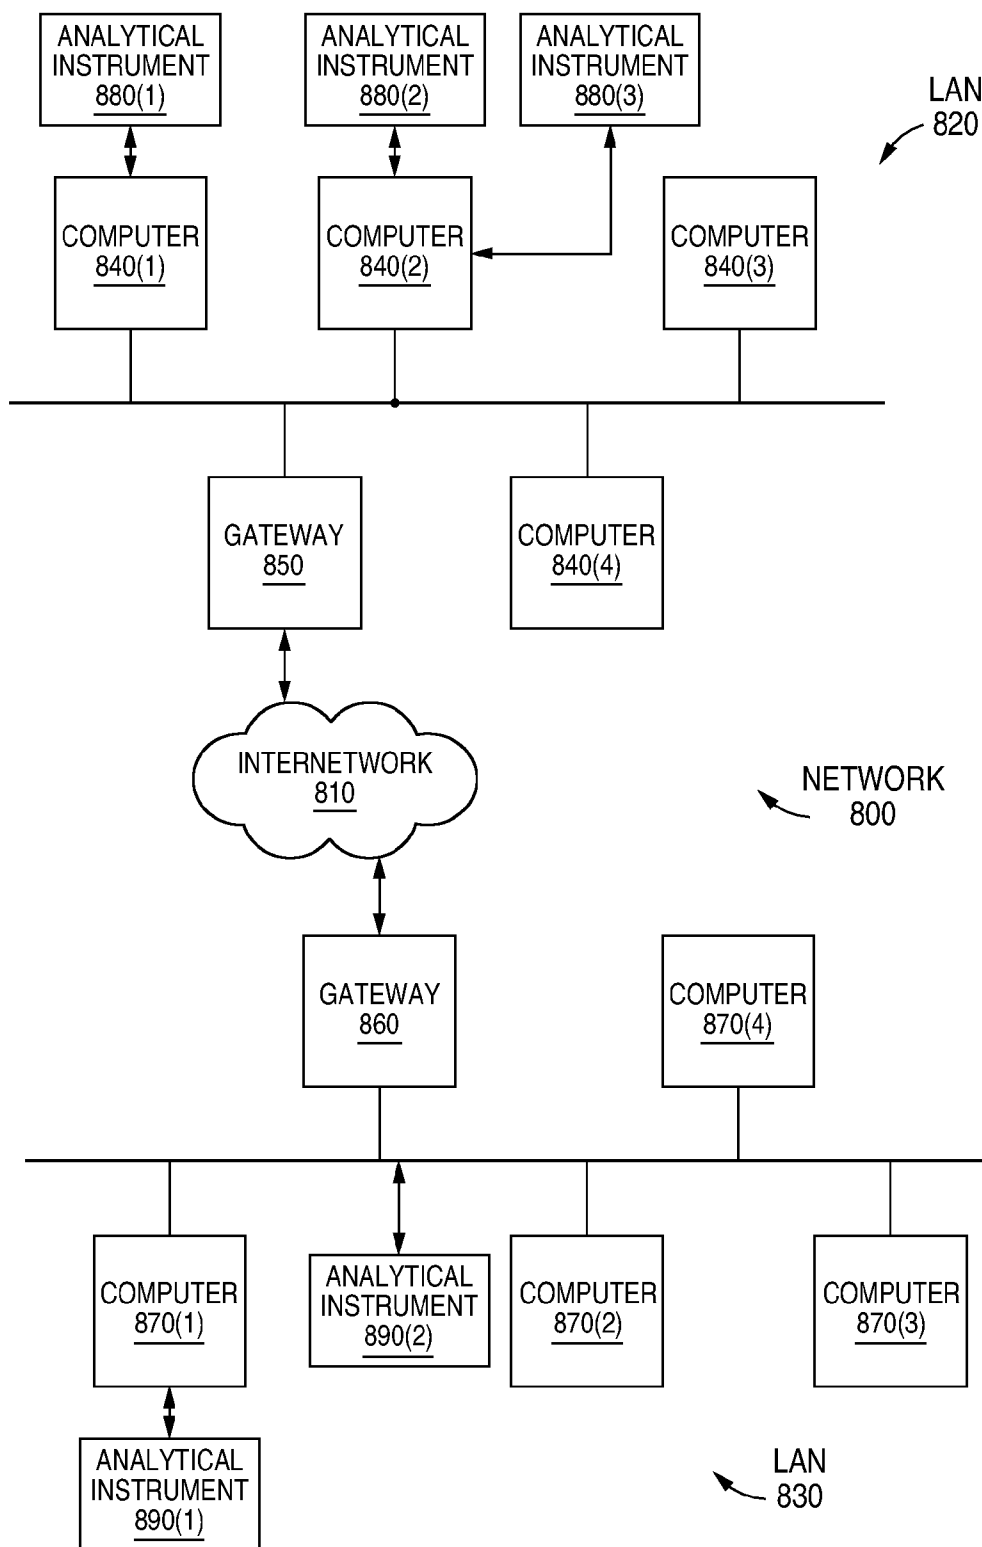 ANALYTICAL
INSTRUMENT
880(1)
ANALYTICAL
INSTRUMENT
880(2)
ANALYTICAL
INSTRUMENT
880(3)
LAN
820
COMPUTER
840(1)
COMPUTER
840(2)
COMPUTER
840(3)
GATEWAY
850
COMPUTER
840(4)
INTERNETWORK
810
NETWORK
800
GATEWAY
860
COMPUTER
870(4)
COMPUTER
870(1)
ANALYTICAL
INSTRUMENT
890(2)
COMPUTER
870(2)
COMPUTER
870(3)
ANALYTICAL
INSTRUMENT
890(1)
LAN
830